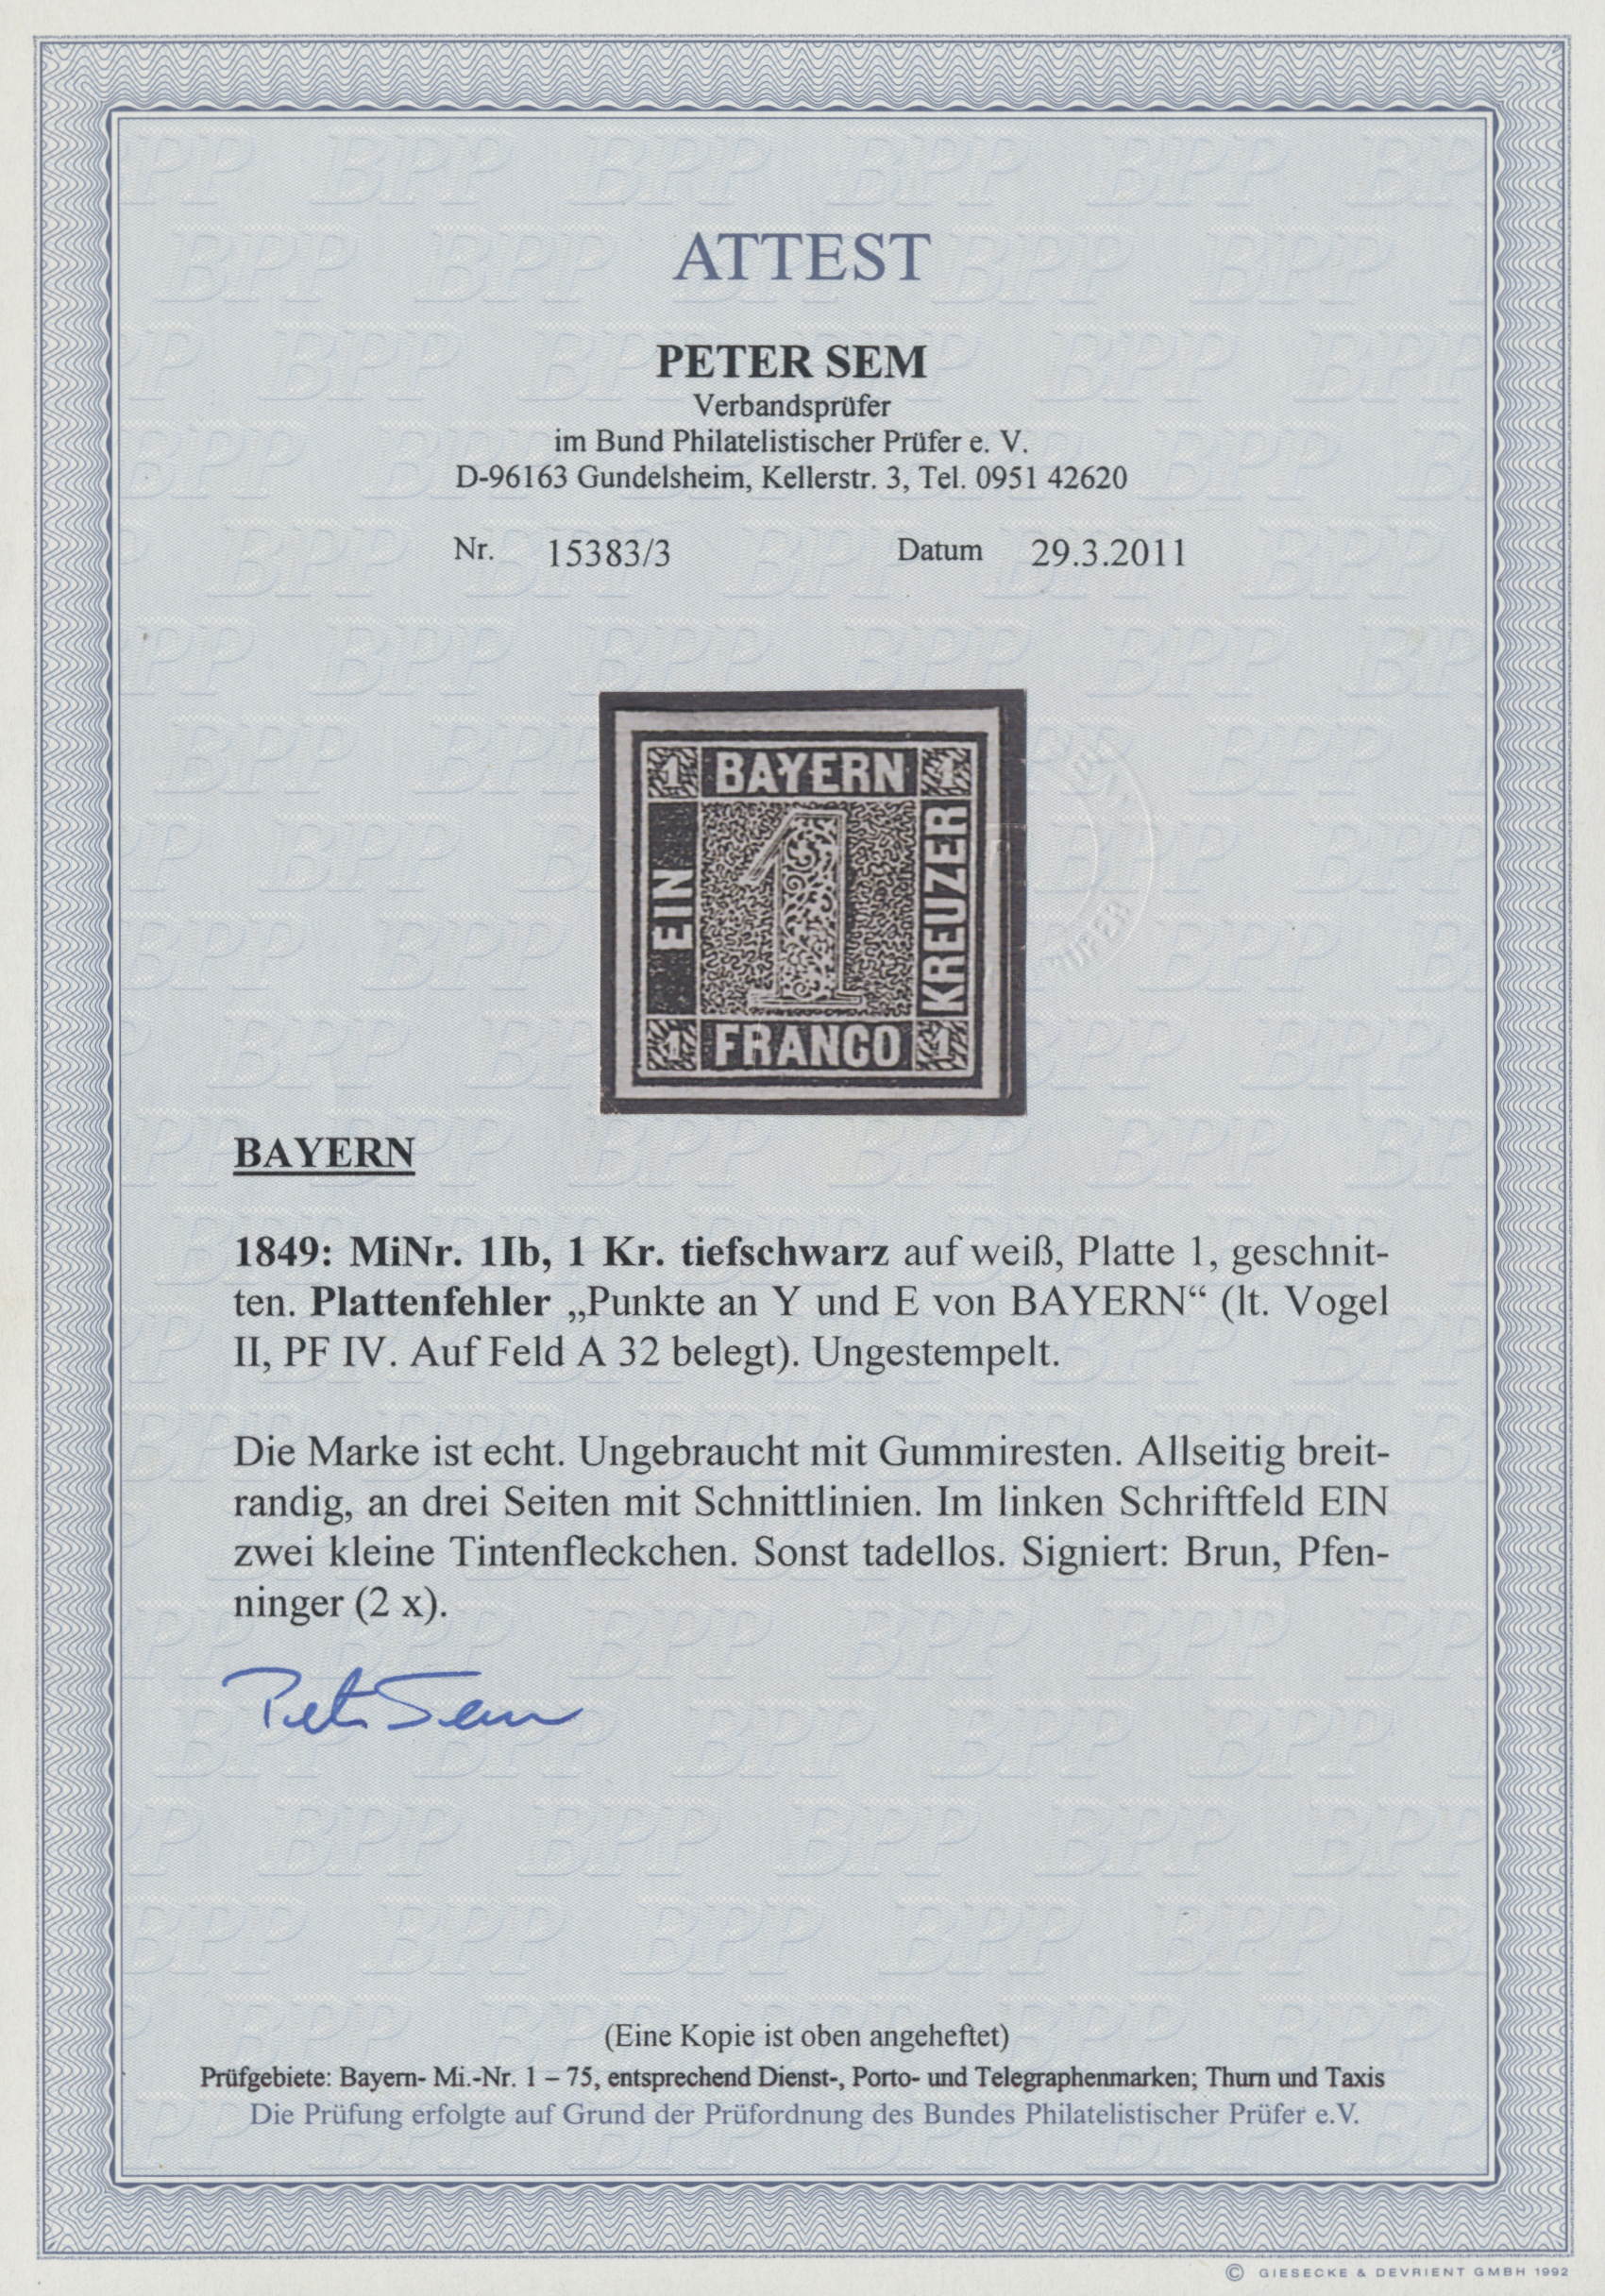 ATTEST
PETER SEM
Verbandsprüfer
im Bund Philatelistischer Prüfer e. V.
D-96163 Gundelsheim, Kellerstr. 3, Tel. 0951 42620
Nr. 15383/3 Datum 29.3.2011
1 BAYERN 1
EIN
1
KREUZER
1 FRANCO 1
BAYERN
1849: MiNr. 1Ib, 1 Kr. tiefschwarz auf weiß, Platte 1, geschnit-
ten. Plattenfehler „Punkte an Y und E von BAYERN“ (lt. Vogel
II, PF IV. Auf Feld A 32 belegt). Ungestempelt.
Die Marke ist echt. Ungebraucht mit Gummiresten. Allseitig breit-
randig, an drei Seiten mit Schnittlinien. Im linken Schriftfeld EIN
zwei kleine Tintenfleckchen. Sonst tadellos. Signiert: Brun, Pfen-
ninger (2 x).
Peter Sem
(Eine Kopie ist oben angeheftet)
Prüfgebiete: Bayern- Mi.-Nr. 1 – 75, entsprechend Dienst-, Porto- und Telegraphenmarken; Thurn und Taxis
Die Prüfung erfolgte auf Grund der Prüfordnung des Bundes Philatelistischer Prüfer e.V.
© GIESECKE & DEVRIENT GMBH 1992